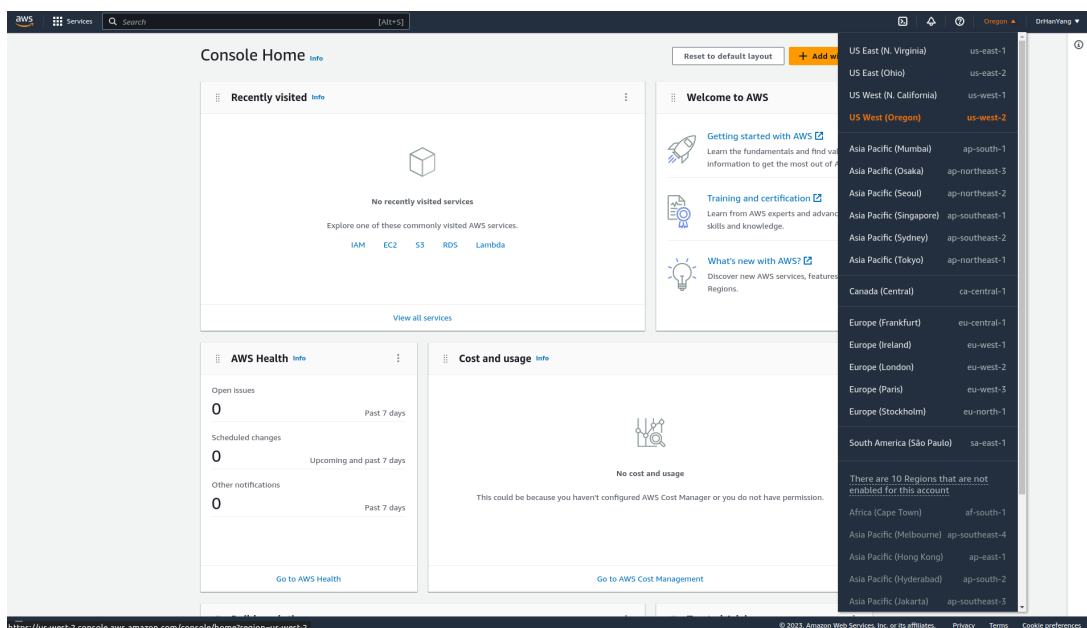 aws
Services
Search
[Alt+S]
Oregon
DrHanYang
Console Home Info
Reset to default layout
Recently visited Info
No recently visited services
Explore one of these commonly visited AWS services.
IAM EC2 S3 RDS Lambda
View all services
Welcome to AWS
Getting started with AWS
Learn the fundamentals and find
information to get the most out of
Training and certification
Learn from AWS experts and
skills and knowledge.
What's new with AWS?
Discover new AWS services, features
Regions.
AWS Health Info
Open issues
0 Past 7 days
Scheduled changes
0 Upcoming and past 7 days
Other notifications
0 Past 7 days
Go to AWS Health
Cost and usage Info
No cost and usage
This could be because you haven't configured AWS Cost Manager or you do not have permission.
Go to AWS Cost Management
US East (N. Virginia) us-east-1
US East (Ohio) us-east-2
US West (N. California) us-west-1
US West (Oregon) us-west-2
Asia Pacific (Mumbai) ap-south-1
Asia Pacific (Osaka) ap-northeast-3
Asia Pacific (Seoul) ap-northeast-2
Asia Pacific (Singapore) ap-southeast-1
Asia Pacific (Sydney) ap-southeast-2
Asia Pacific (Tokyo) ap-northeast-1
Canada (Central) ca-central-1
Europe (Frankfurt) eu-central-1
Europe (Ireland) eu-west-1
Europe (London) eu-west-2
Europe (Paris) eu-west-3
Europe (Stockholm) eu-north-1
South America (São Paulo) sa-east-1
There are 10 Regions that are not
enabled for this account
Africa (Cape Town) af-south-1
Asia Pacific (Melbourne) ap-southeast-4
Asia Pacific (Hong Kong) ap-east-1
Asia Pacific (Hyderabad) ap-south-2
Asia Pacific (Jakarta) ap-southeast-3
https://us-west-2.console.aws.amazon.com/console/home?region=us-west-2
© 2023, Amazon Web Services, Inc. or its affiliates. Privacy Terms Cookie preferences